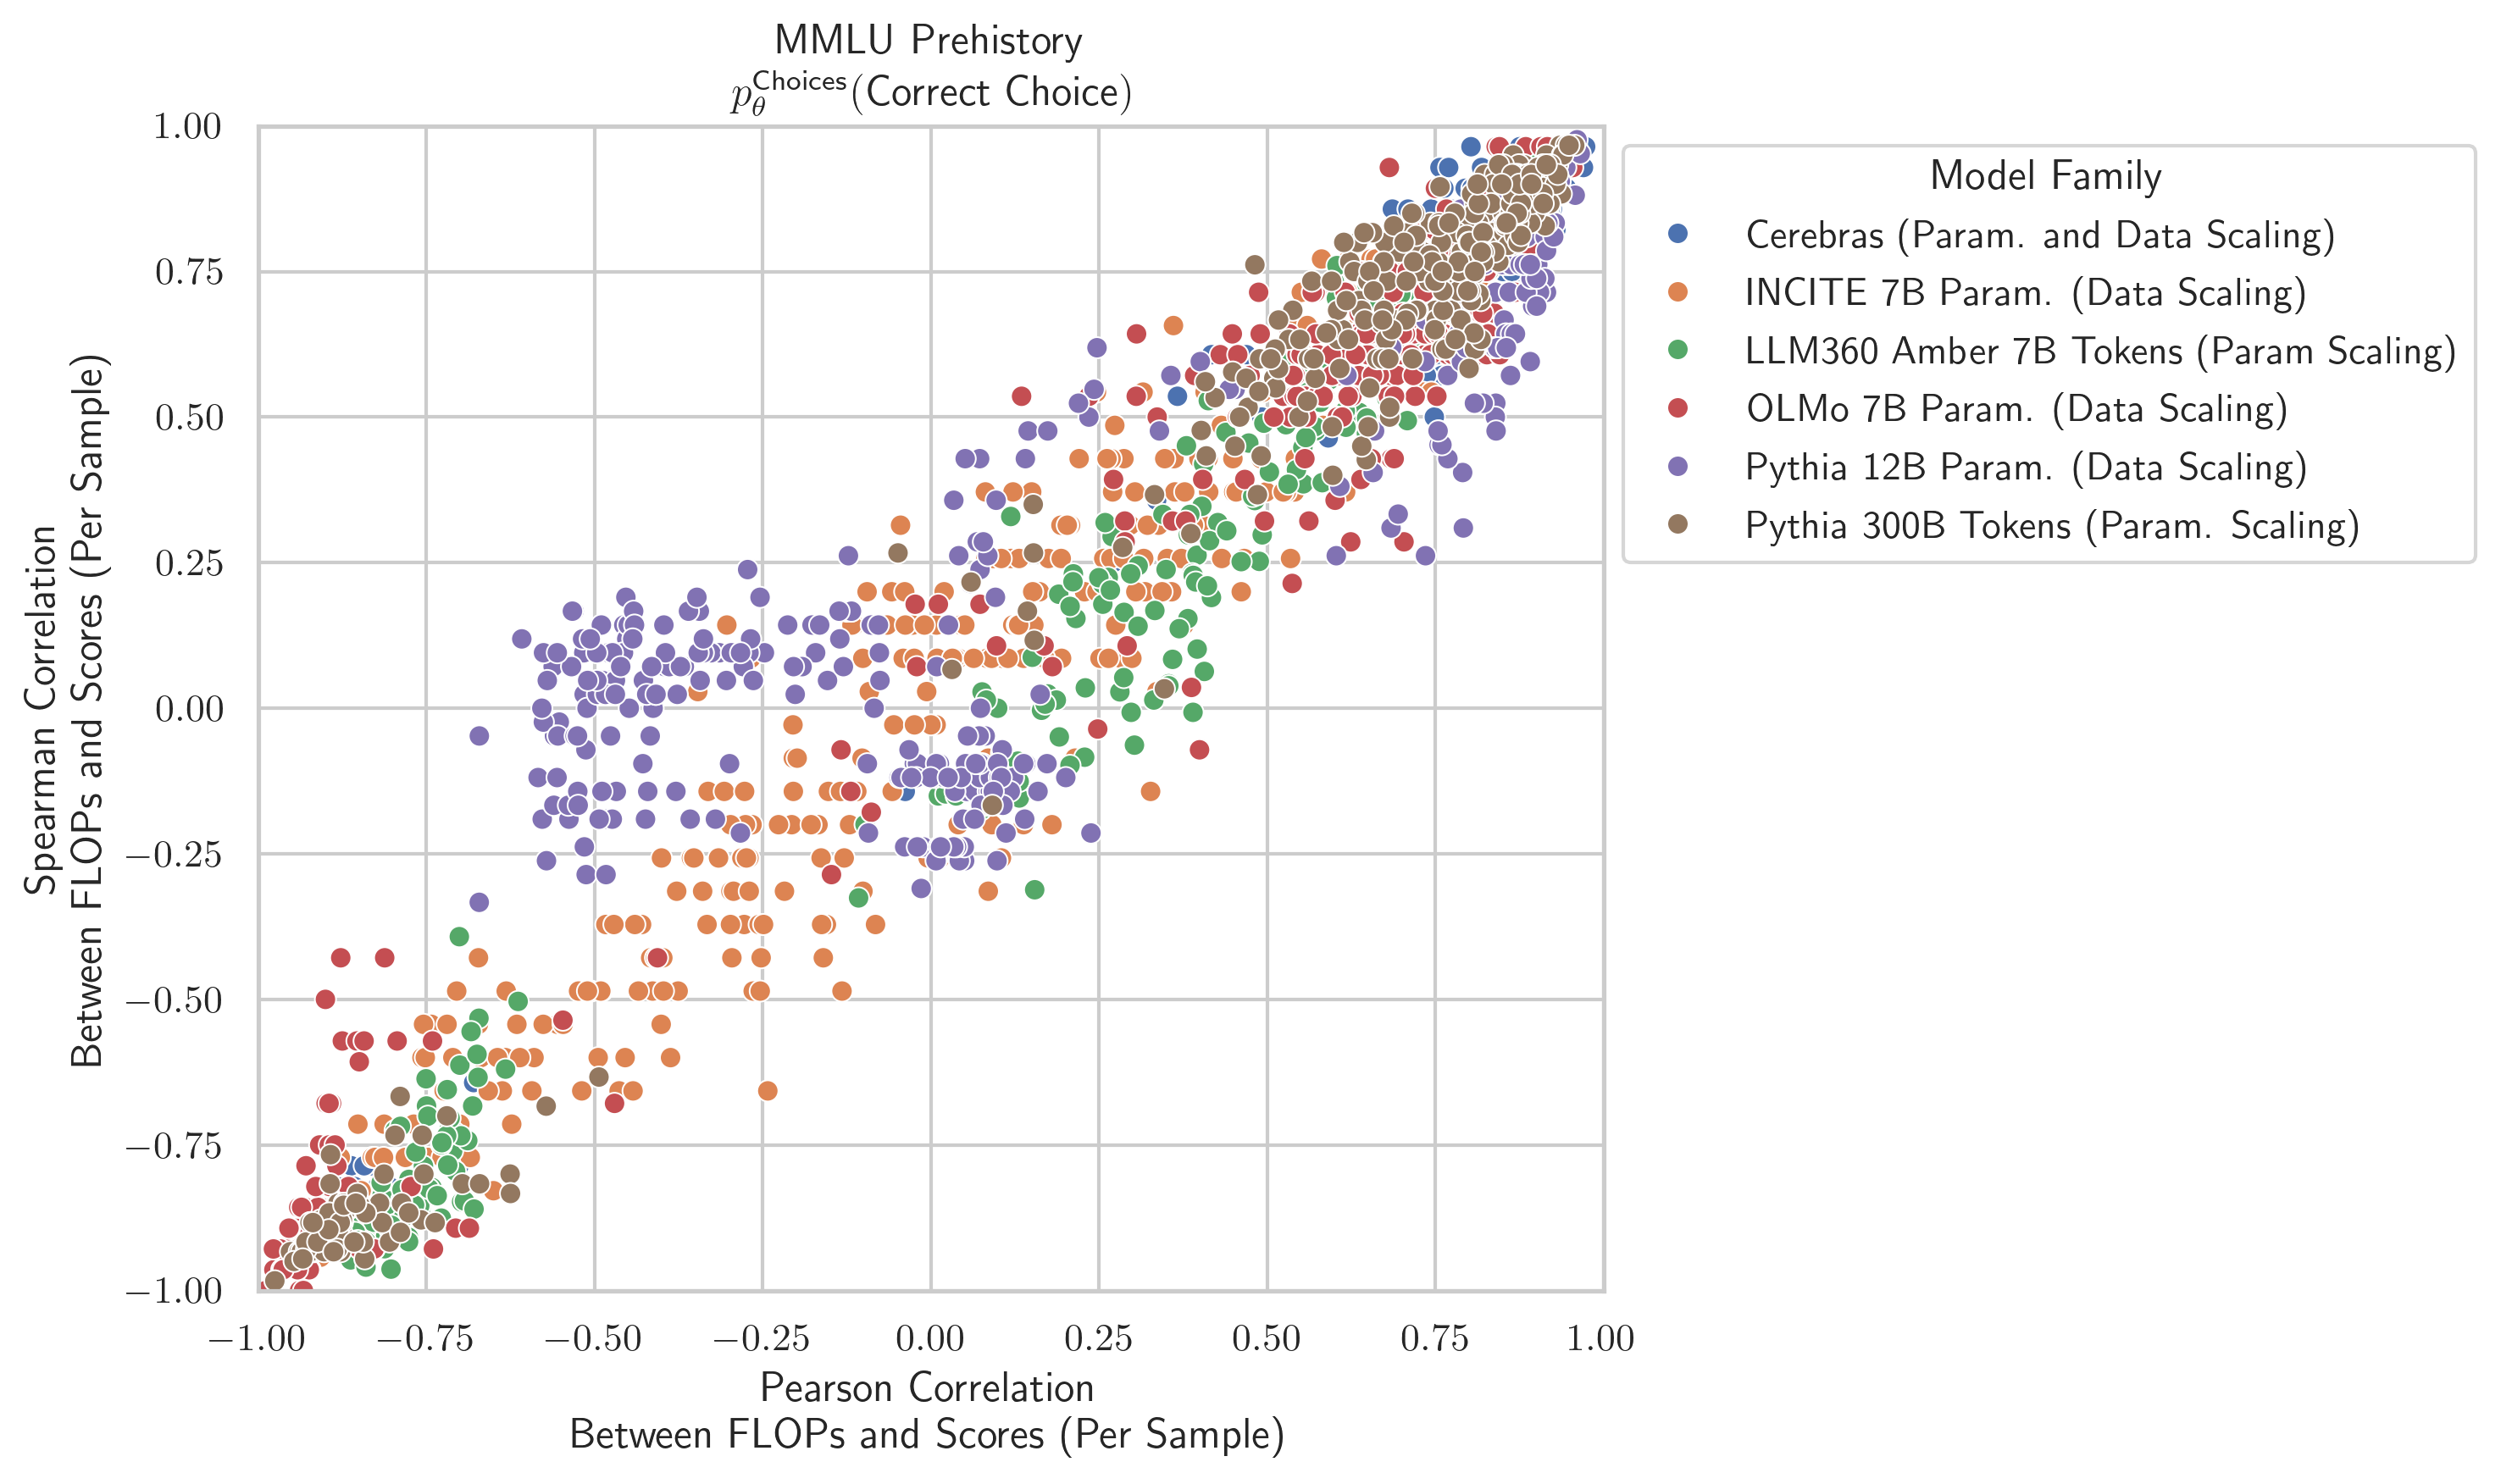 MMLU Prehistory
p_θ^Choices(Correct Choice)
1.00
0.75
0.50
0.25
0.00
−0.25
−0.50
−0.75
−1.00
Spearman Correlation
Between FLOPs and Scores (Per Sample)
−1.00 −0.75 −0.50 −0.25 0.00 0.25 0.50 0.75 1.00
Pearson Correlation
Between FLOPs and Scores (Per Sample)
Model Family
Cerebras (Param. and Data Scaling)
INCITE 7B Param. (Data Scaling)
LLM360 Amber 7B Tokens (Param Scaling)
OLMo 7B Param. (Data Scaling)
Pythia 12B Param. (Data Scaling)
Pythia 300B Tokens (Param. Scaling)